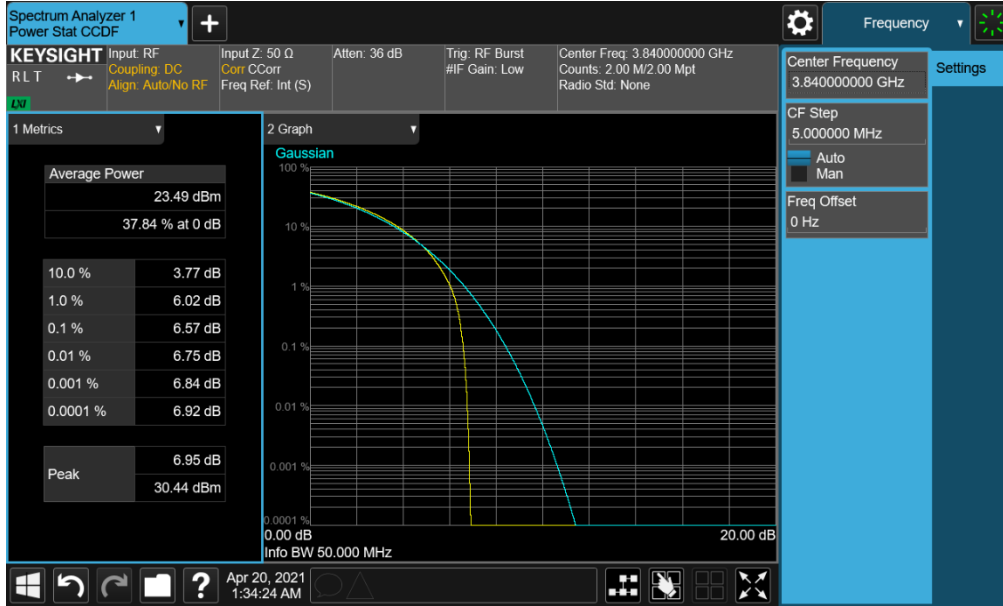 Spectrum Analyzer 1
Power Stat CCDF
+
Frequency
KEYSIGHT
R L T
LXI
Input: RF
Coupling: DC
Align: Auto/No RF
Input Z: 50 Ω
Corr CCorr
Freq Ref: Int (S)
Atten: 36 dB
Trig: RF Burst
#IF Gain: Low
Center Freq: 3.840000000 GHz
Counts: 2.00 M/2.00 Mpt
Radio Std: None
Center Frequency
3.840000000 GHz
Settings
CF Step
5.000000 MHz
Auto
Man
Freq Offset
0 Hz
1 Metrics
Average Power
23.49 dBm
37.84 % at 0 dB
10.0 % 3.77 dB
1.0 % 6.02 dB
0.1 % 6.57 dB
0.01 % 6.75 dB
0.001 % 6.84 dB
0.0001 % 6.92 dB
Peak
6.95 dB
30.44 dBm
2 Graph
Gaussian
100 %
10 %
1 %
0.1 %
0.01 %
0.001 %
0.0001 %
0.00 dB 20.00 dB
Info BW 50.000 MHz
?
Apr 20, 2021
1:34:24 AM